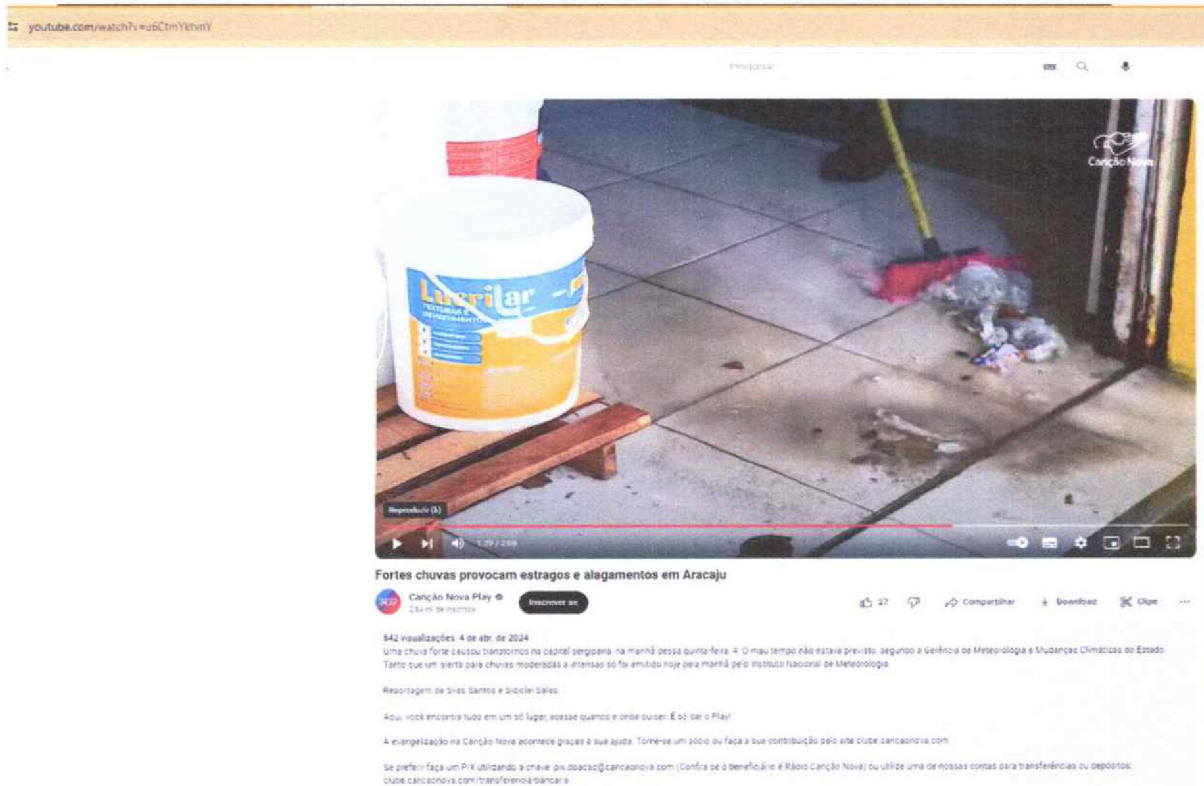 youtube.com/watch?v=u6CtmYktvnY
Pesquisar
Canção Nova
Lucrilar
TEXTURAS E
REVESTIMENTOS
Reproduzir (k)
Fortes chuvas provocam estragos e alagamentos em Aracaju
Canção Nova Play
Inscrever-se
27
Compartilhar
Download
Clipe
842 visualizações 4 de abr. de 2024
Uma chuva forte causou transtornos na capital sergipana, na manhã dessa quinta-feira, 4. O mau tempo não estava previsto, segundo a Gerência de Meteorologia e Mudanças Climáticas do Estado.
Tanto que um alerta para chuvas moderadas a intensas só foi emitido hoje pela manhã pelo Instituto Nacional de Meteorologia.
Reportagem de Silas Santos e Sidiclei Sales
Aqui, você encontra tudo em um só lugar, acesse quando e onde quiser. É só dar o Play!
A evangelização na Canção Nova acontece graças à sua ajuda. Torne-se um sócio ou faça a sua contribuição pelo site clube.cancaonova.com
Se preferir faça um PIX utilizando a chave: pix.doacao@cancaonova.com (Confira se o beneficiário é Rádio Canção Nova) ou utilize uma de nossas contas para transferências ou depósitos:
clube.cancaonova.com/transferencia-bancaria